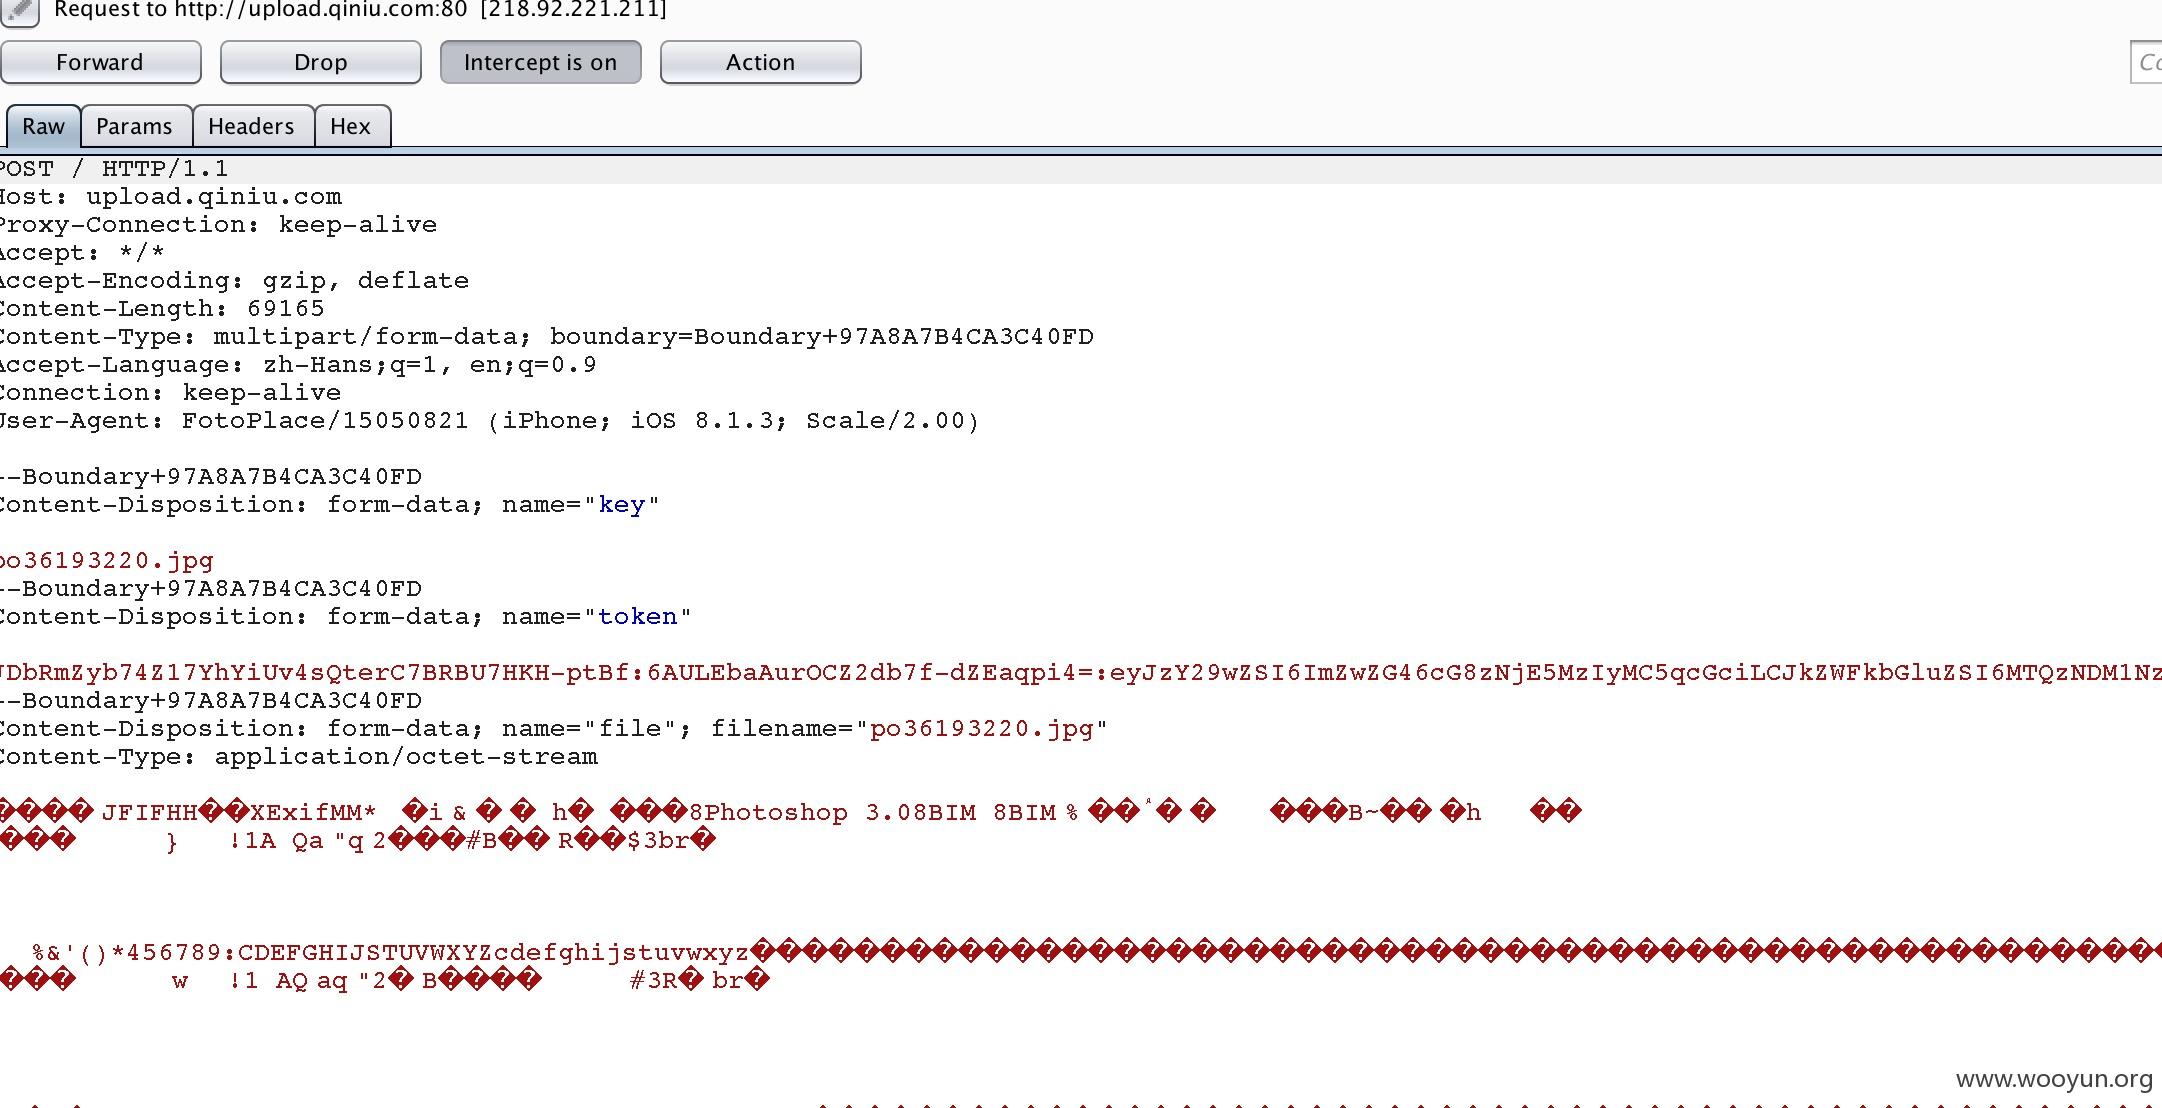 Request to http://upload.qiniu.com:80 [218.92.221.211]
Forward Drop Intercept is on Action Co
Raw Params Headers Hex
POST / HTTP/1.1
Host: upload.qiniu.com
Proxy-Connection: keep-alive
Accept: */*
Accept-Encoding: gzip, deflate
Content-Length: 69165
Content-Type: multipart/form-data; boundary=Boundary+97A8A7B4CA3C40FD
Accept-Language: zh-Hans;q=1, en;q=0.9
Connection: keep-alive
User-Agent: FotoPlace/15050821 (iPhone; iOS 8.1.3; Scale/2.00)
--Boundary+97A8A7B4CA3C40FD
Content-Disposition: form-data; name="key"
po36193220.jpg
--Boundary+97A8A7B4CA3C40FD
Content-Disposition: form-data; name="token"
JDbRmZyb74Z17YhYiUv4sQterC7BRBU7HKH-ptBf:6AULEbaAurOCZ2db7f-dZEaqpi4=:eyJzY29wZSI6ImZwZG46cG8zNjE5MzIyMC5qcGciLCJkZWFkbGluZSI6MTQzNDM1Nz
--Boundary+97A8A7B4CA3C40FD
Content-Disposition: form-data; name="file"; filename="po36193220.jpg"
Content-Type: application/octet-stream
���� JFIFHH��XExifMM* �i & � � h� ���8Photoshop 3.08BIM 8BIM % �� � � ���B~�� �h ��
��� } !1A Qa "q 2���#B�� R��$3br�
%&'()*456789:CDEFGHIJSTUVWXYZcdefghijstuvwxyz�����������������������������������������������������
��� w !1 AQ aq "2� B���� #3R� br�
www.wooyun.org